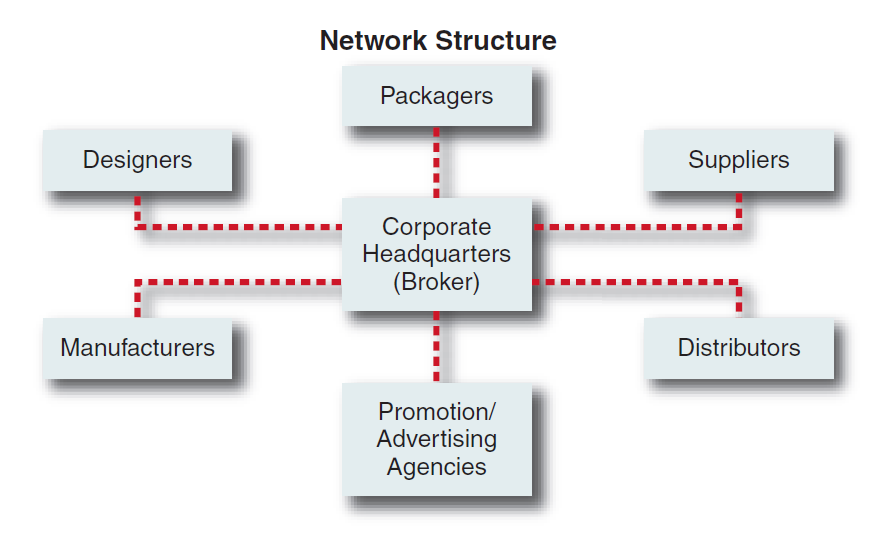 Network Structure
Packagers
Designers
Suppliers
Corporate
Headquarters
(Broker)
Manufacturers
Distributors
Promotion/
Advertising
Agencies